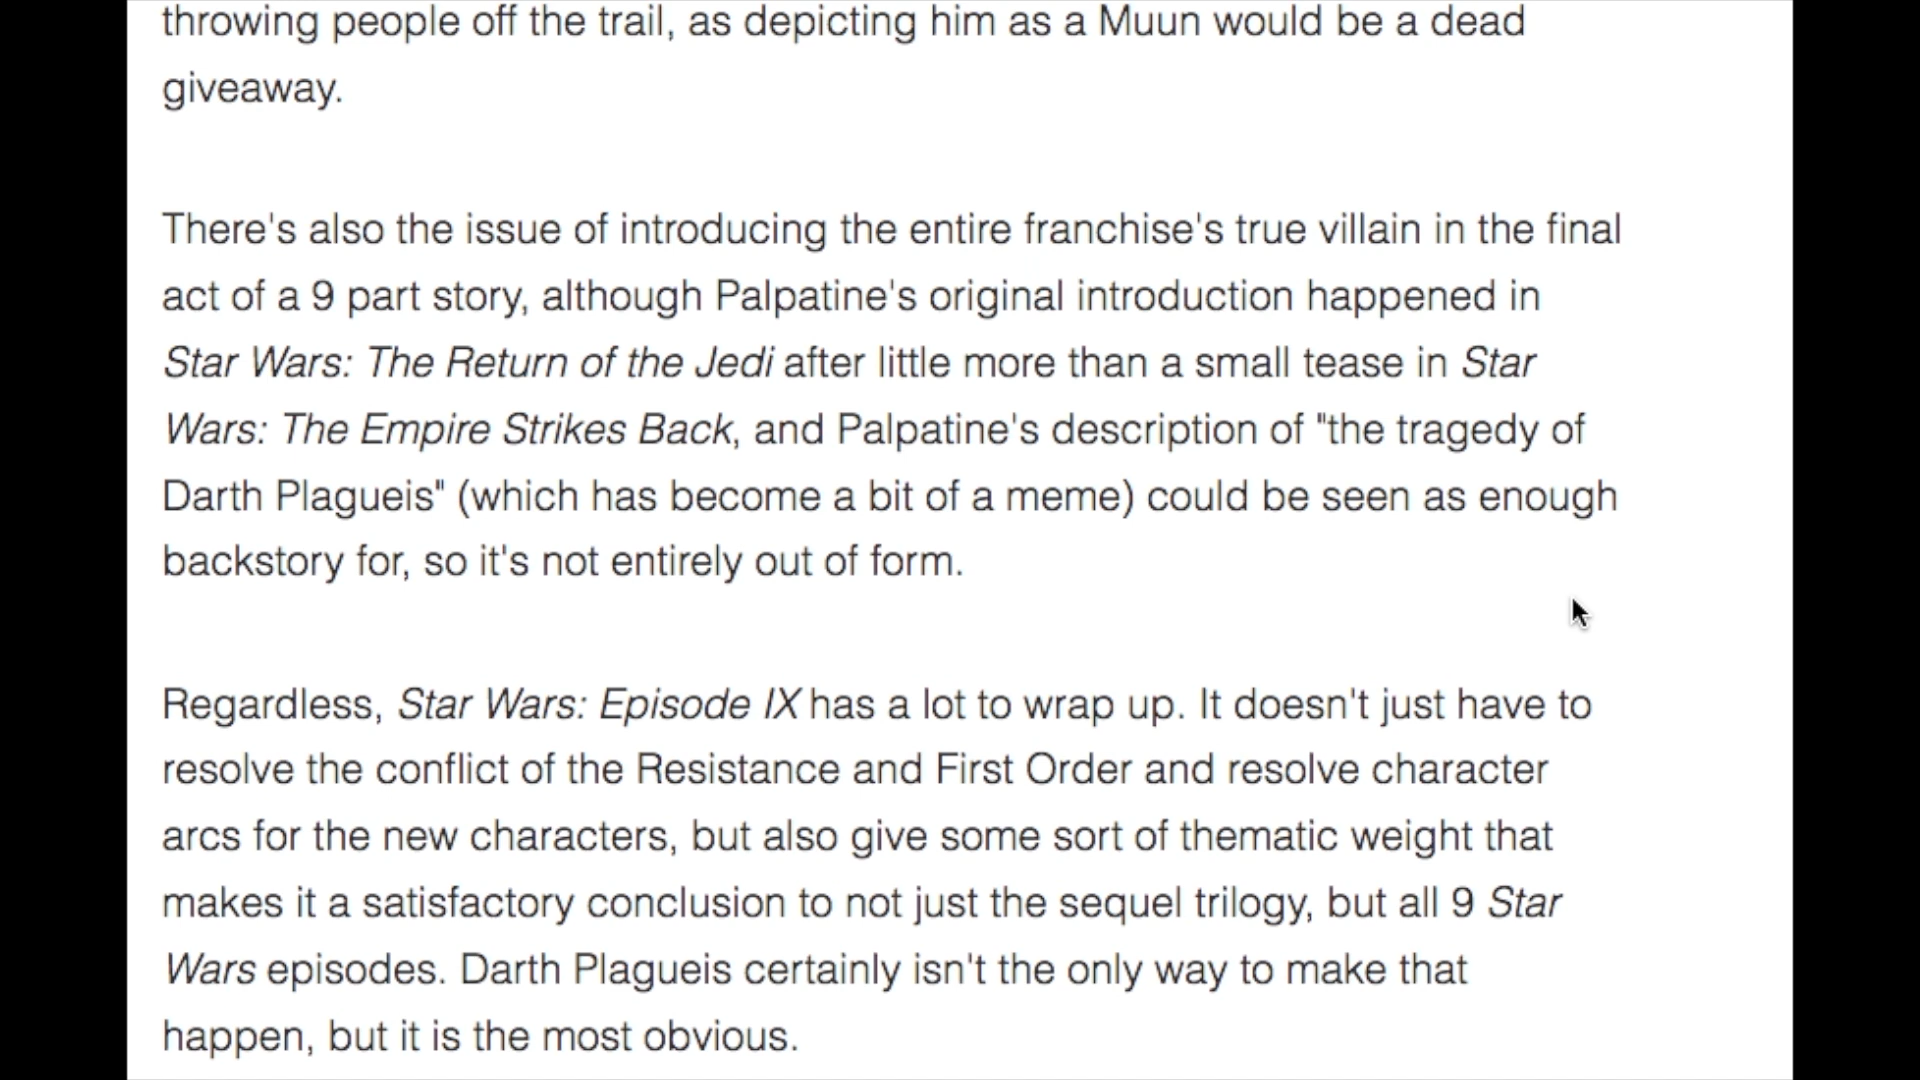 throwing people off the trail, as depicting him as a Muun would be a dead
giveaway.
There's also the issue of introducing the entire franchise's true villain in the final
act of a 9 part story, although Palpatine's original introduction happened in
Star Wars: The Return of the Jedi after little more than a small tease in Star
Wars: The Empire Strikes Back, and Palpatine's description of "the tragedy of
Darth Plagueis" (which has become a bit of a meme) could be seen as enough
backstory for, so it's not entirely out of form.
Regardless, Star Wars: Episode IX has a lot to wrap up. It doesn't just have to
resolve the conflict of the Resistance and First Order and resolve character
arcs for the new characters, but also give some sort of thematic weight that
makes it a satisfactory conclusion to not just the sequel trilogy, but all 9 Star
Wars episodes. Darth Plagueis certainly isn't the only way to make that
happen, but it is the most obvious.